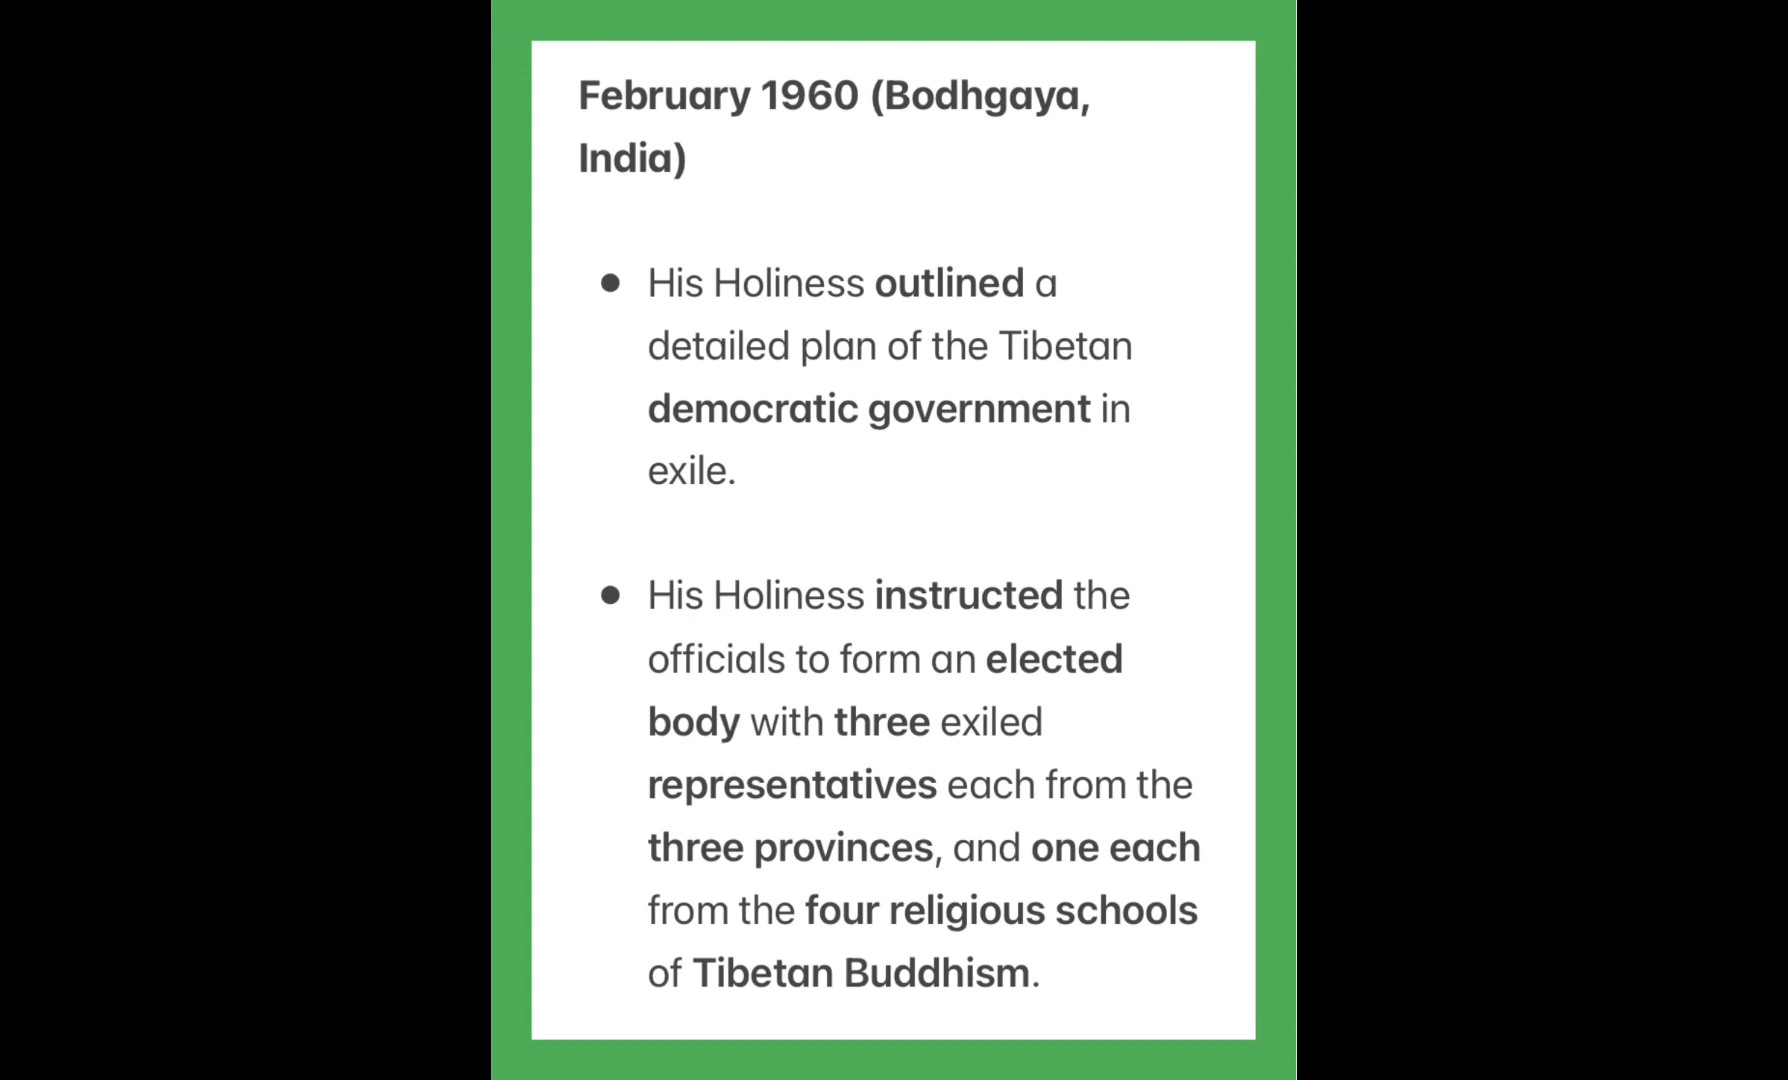 February 1960 (Bodhgaya,
India)
● His Holiness outlined a
detailed plan of the Tibetan
democratic government in
exile.
● His Holiness instructed the
officials to form an elected
body with three exiled
representatives each from the
three provinces, and one each
from the four religious schools
of Tibetan Buddhism.